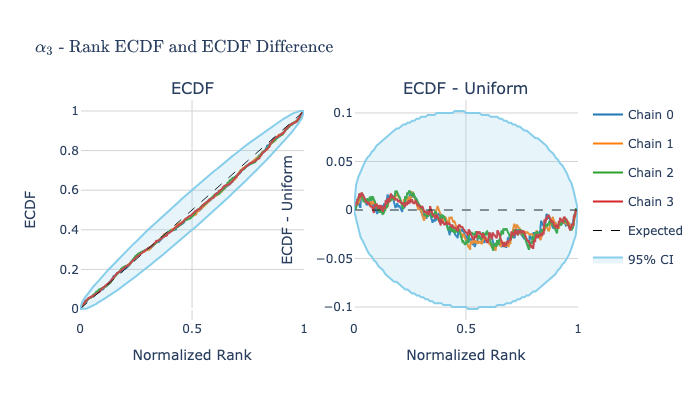 α₃ - Rank ECDF and ECDF Difference
ECDF
ECDF - Uniform
ECDF
1
0.8
0.6
0.4
0.2
0
0
0.5
1
Normalized Rank
ECDF - Uniform
0.1
0.05
0
−0.05
−0.1
0
0.5
1
Normalized Rank
Chain 0
Chain 1
Chain 2
Chain 3
Expected
95% CI